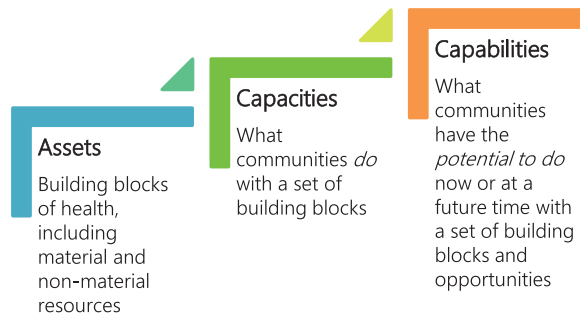 Assets
Building blocks
of health,
including
material and
non-material
resources
Capacities
What
communities do
with a set of
building blocks
Capabilities
What
communities
have the
potential to do
now or at a
future time with
a set of building
blocks and
opportunities